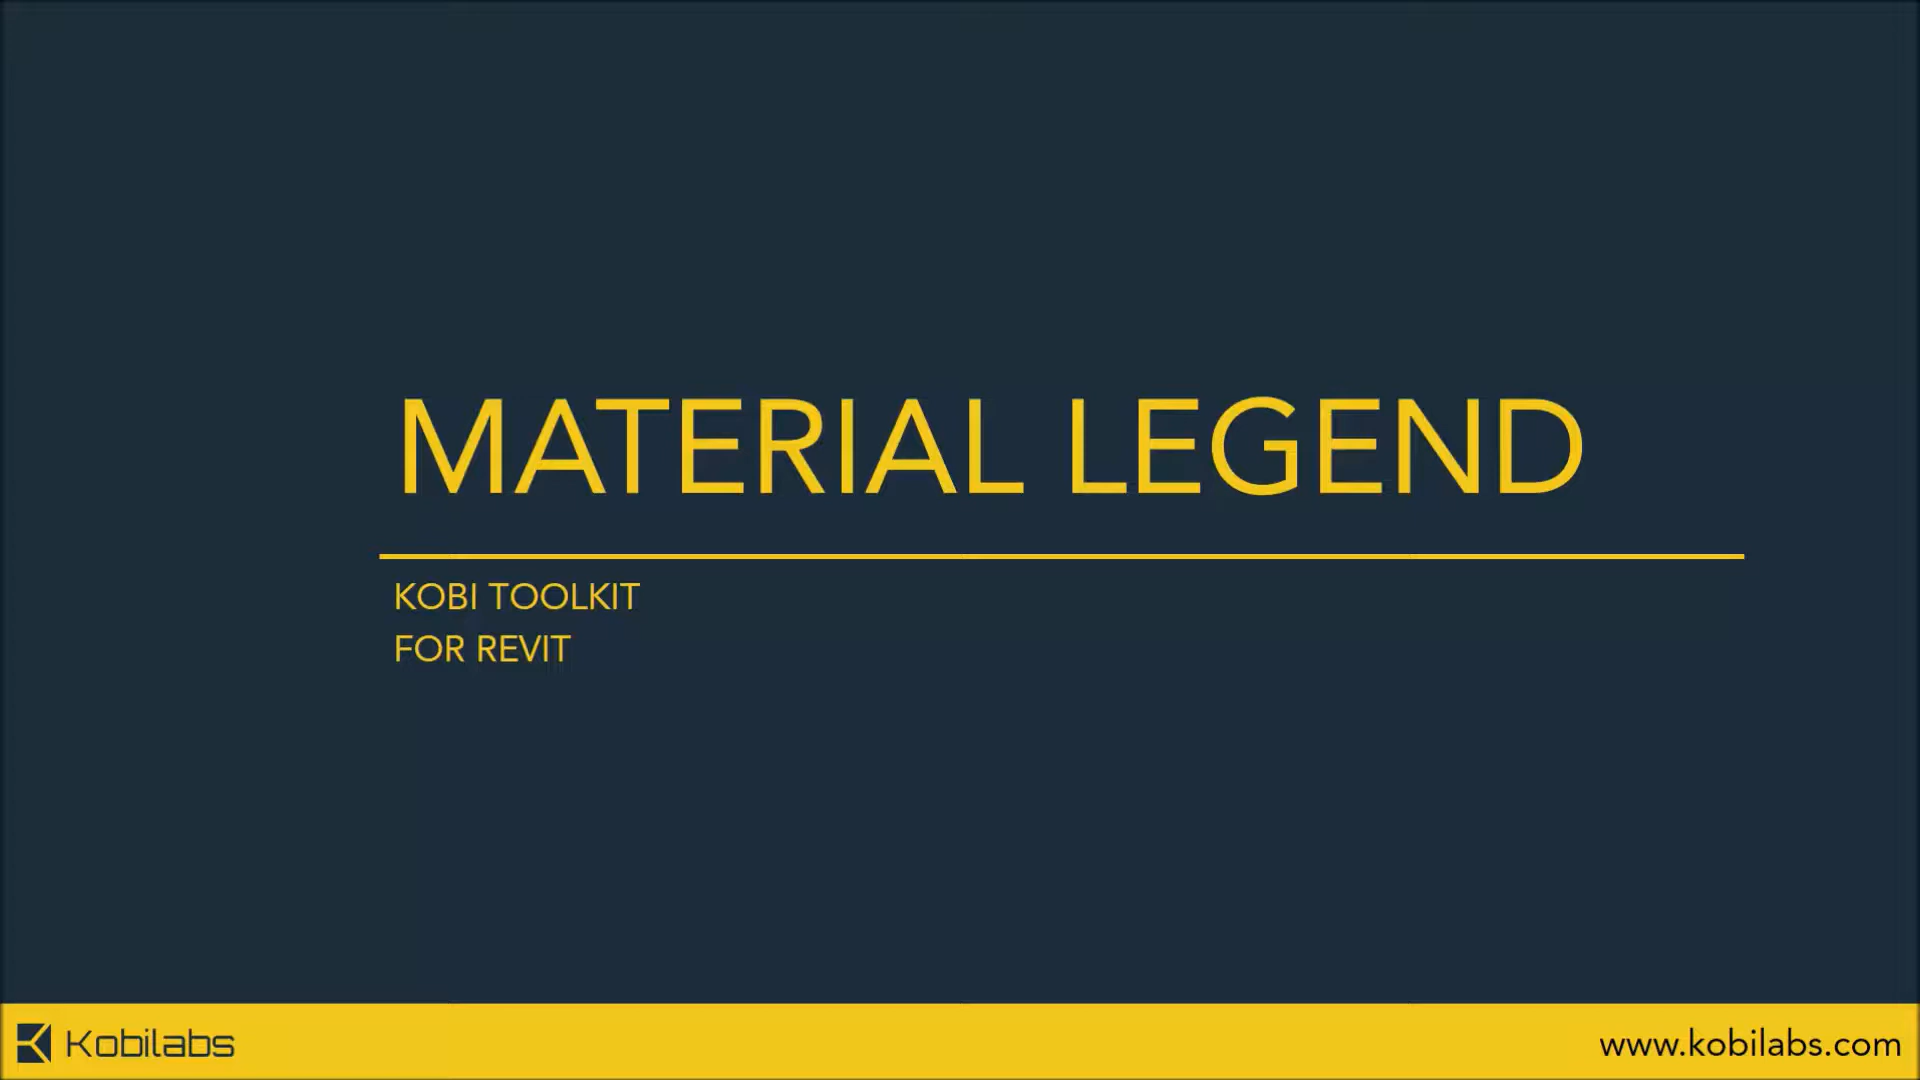 MATERIAL LEGEND
KOBI TOOLKIT
FOR REVIT
Kobilabs
www.kobilabs.com